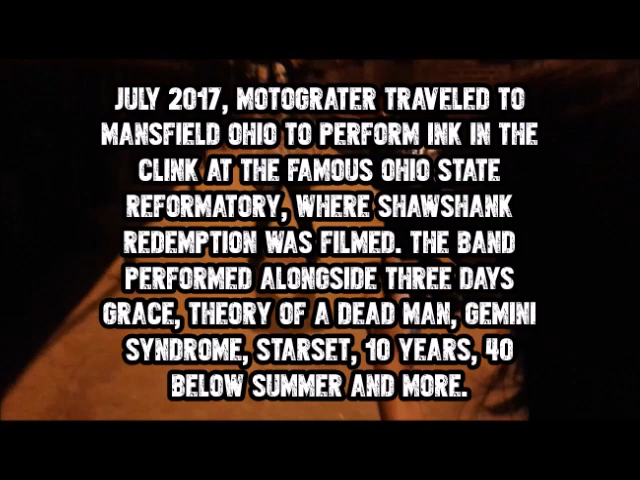 JULY 2017, MOTOGRATER TRAVELED TO
MANSFIELD OHIO TO PERFORM INK IN THE
CLINK AT THE FAMOUS OHIO STATE
REFORMATORY, WHERE SHAWSHANK
REDEMPTION WAS FILMED. THE BAND
PERFORMED ALONGSIDE THREE DAYS
GRACE, THEORY OF A DEAD MAN, GEMINI
SYNDROME, STARSET, 10 YEARS, 40
BELOW SUMMER AND MORE.